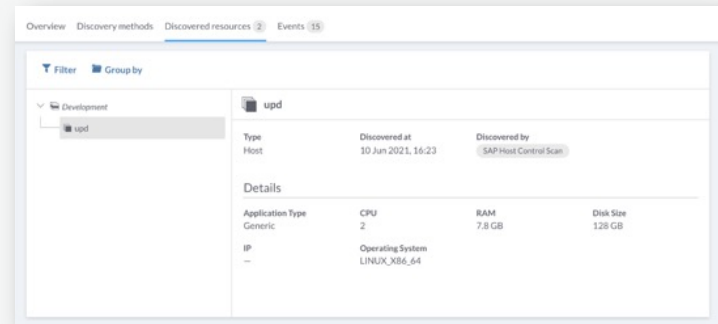 Overview Discovery methods Discovered resources 2 Events 15
Filter Group by
Development
upd
upd
Type Discovered at Discovered by
Host 10 Jun 2021, 16:23 SAP Host Control Scan
Details
Application Type CPU RAM Disk Size
Generic 2 7.8 GB 128 GB
IP Operating System
— LINUX_X86_64